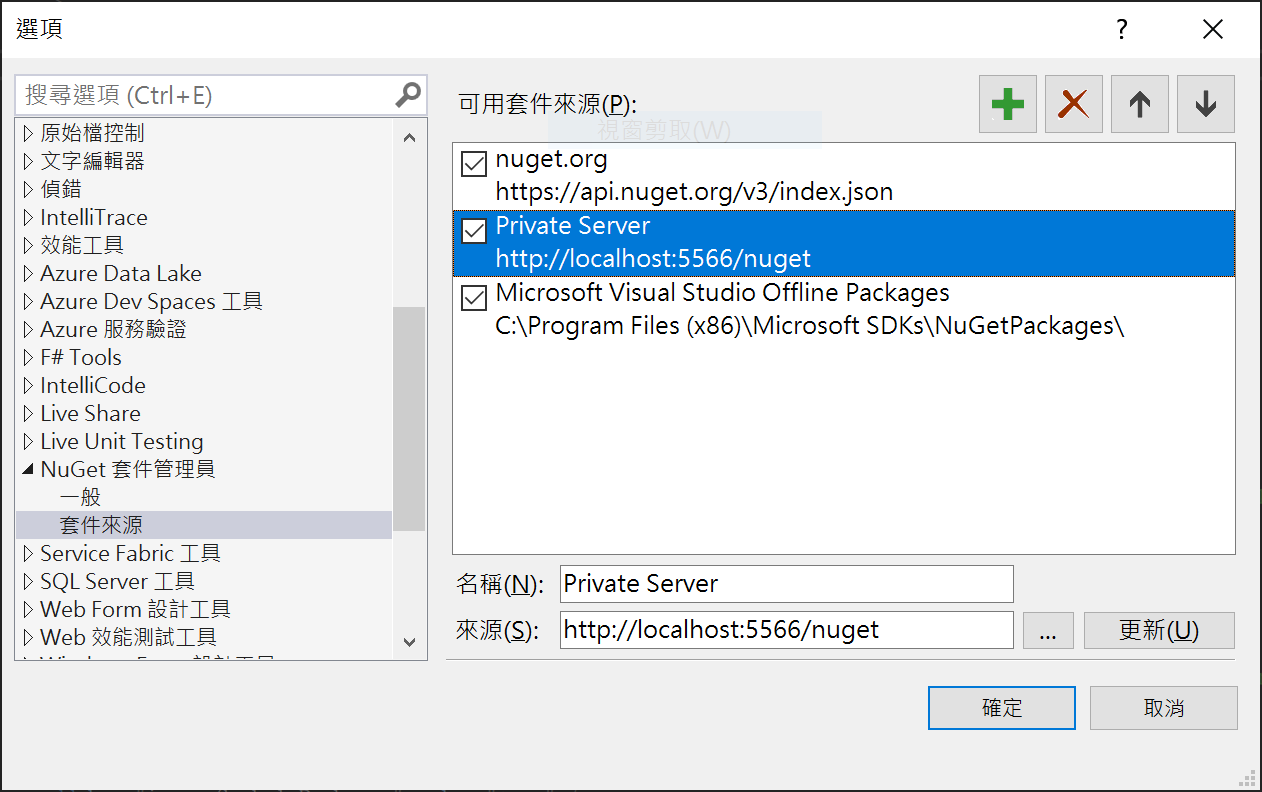 選項
?
搜尋選項 (Ctrl+E)
原始檔控制
文字編輯器
偵錯
IntelliTrace
效能工具
Azure Data Lake
Azure Dev Spaces 工具
Azure 服務驗證
F# Tools
IntelliCode
Live Share
Live Unit Testing
NuGet 套件管理員
一般
套件來源
Service Fabric 工具
SQL Server 工具
Web Form 設計工具
Web 效能測試工具
可用套件來源(P):
視窗剪取(W)
nuget.org
https://api.nuget.org/v3/index.json
Private Server
http://localhost:5566/nuget
Microsoft Visual Studio Offline Packages
C:\Program Files (x86)\Microsoft SDKs\NuGetPackages\
名稱(N): Private Server
來源(S): http://localhost:5566/nuget ... 更新(U)
確定 取消